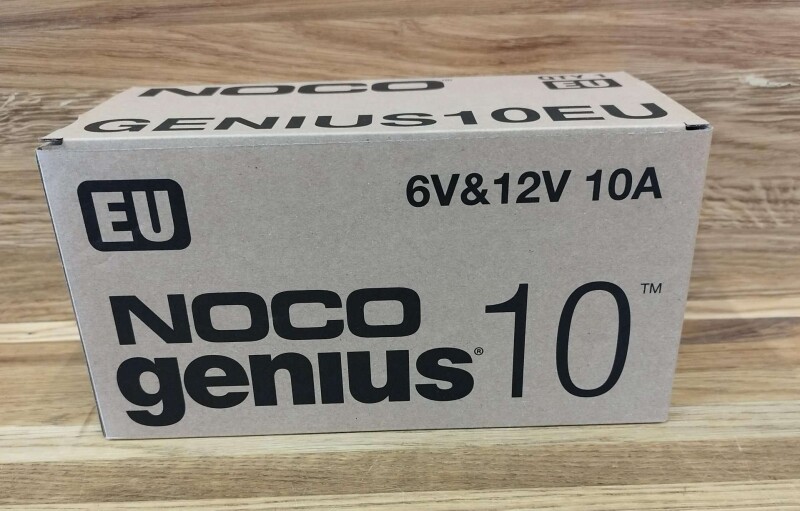 NOCO
EU
GENIUS10EU
EU
6V&12V 10A
NOCO
genius® 10™